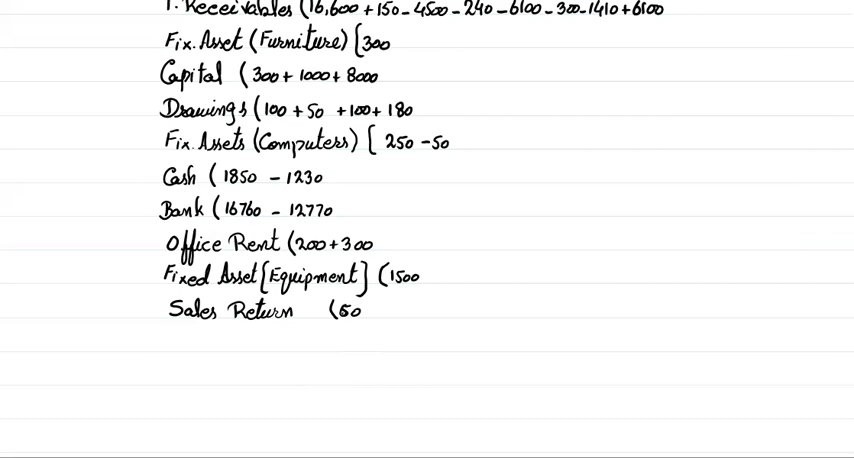 T. Receivables (16,600 + 150 - 4500 - 240 - 6100 - 300 - 1410 + 6100
Fix. Asset (Furniture) [300
Capital (300 + 1000 + 8000
Drawings (100 + 50 + 100 + 180
Fix. Assets (Computers) [250 - 50
Cash (1850 - 1230
Bank (16760 - 12770
Office Rent (200 + 300
Fixed Asset [Equipment] (1500
Sales Return (50